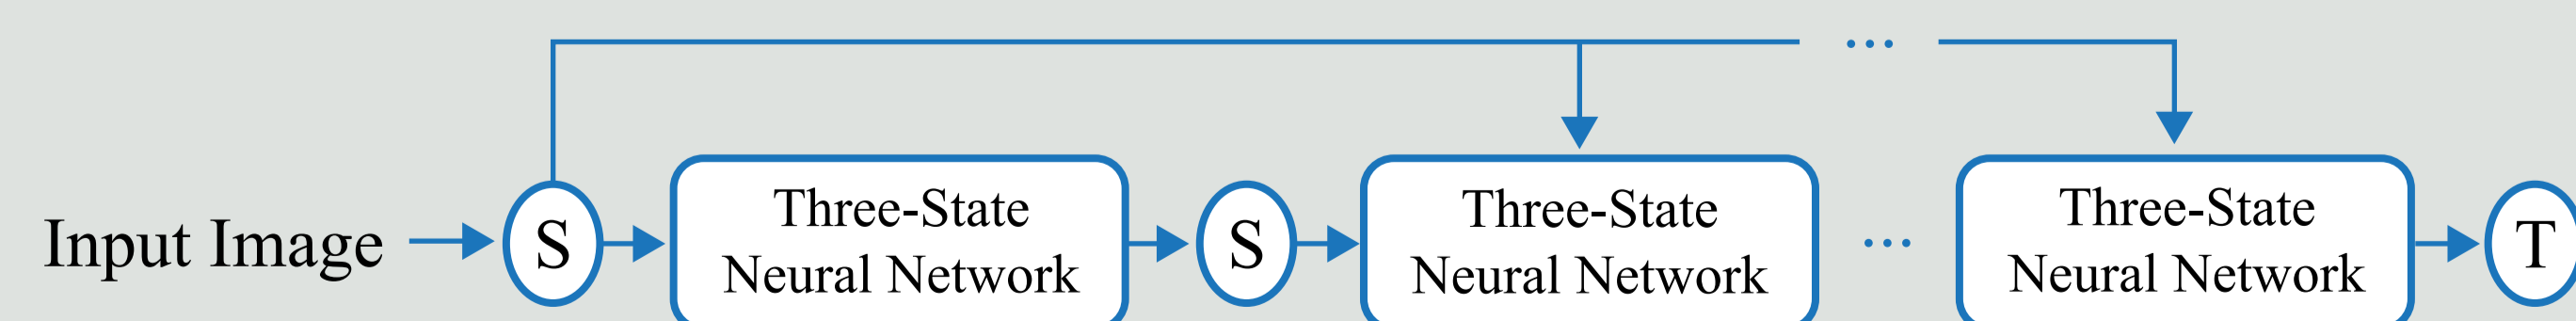 ...
Input Image
S
Three-State
Neural Network
S
Three-State
Neural Network
...
Three-State
Neural Network
T